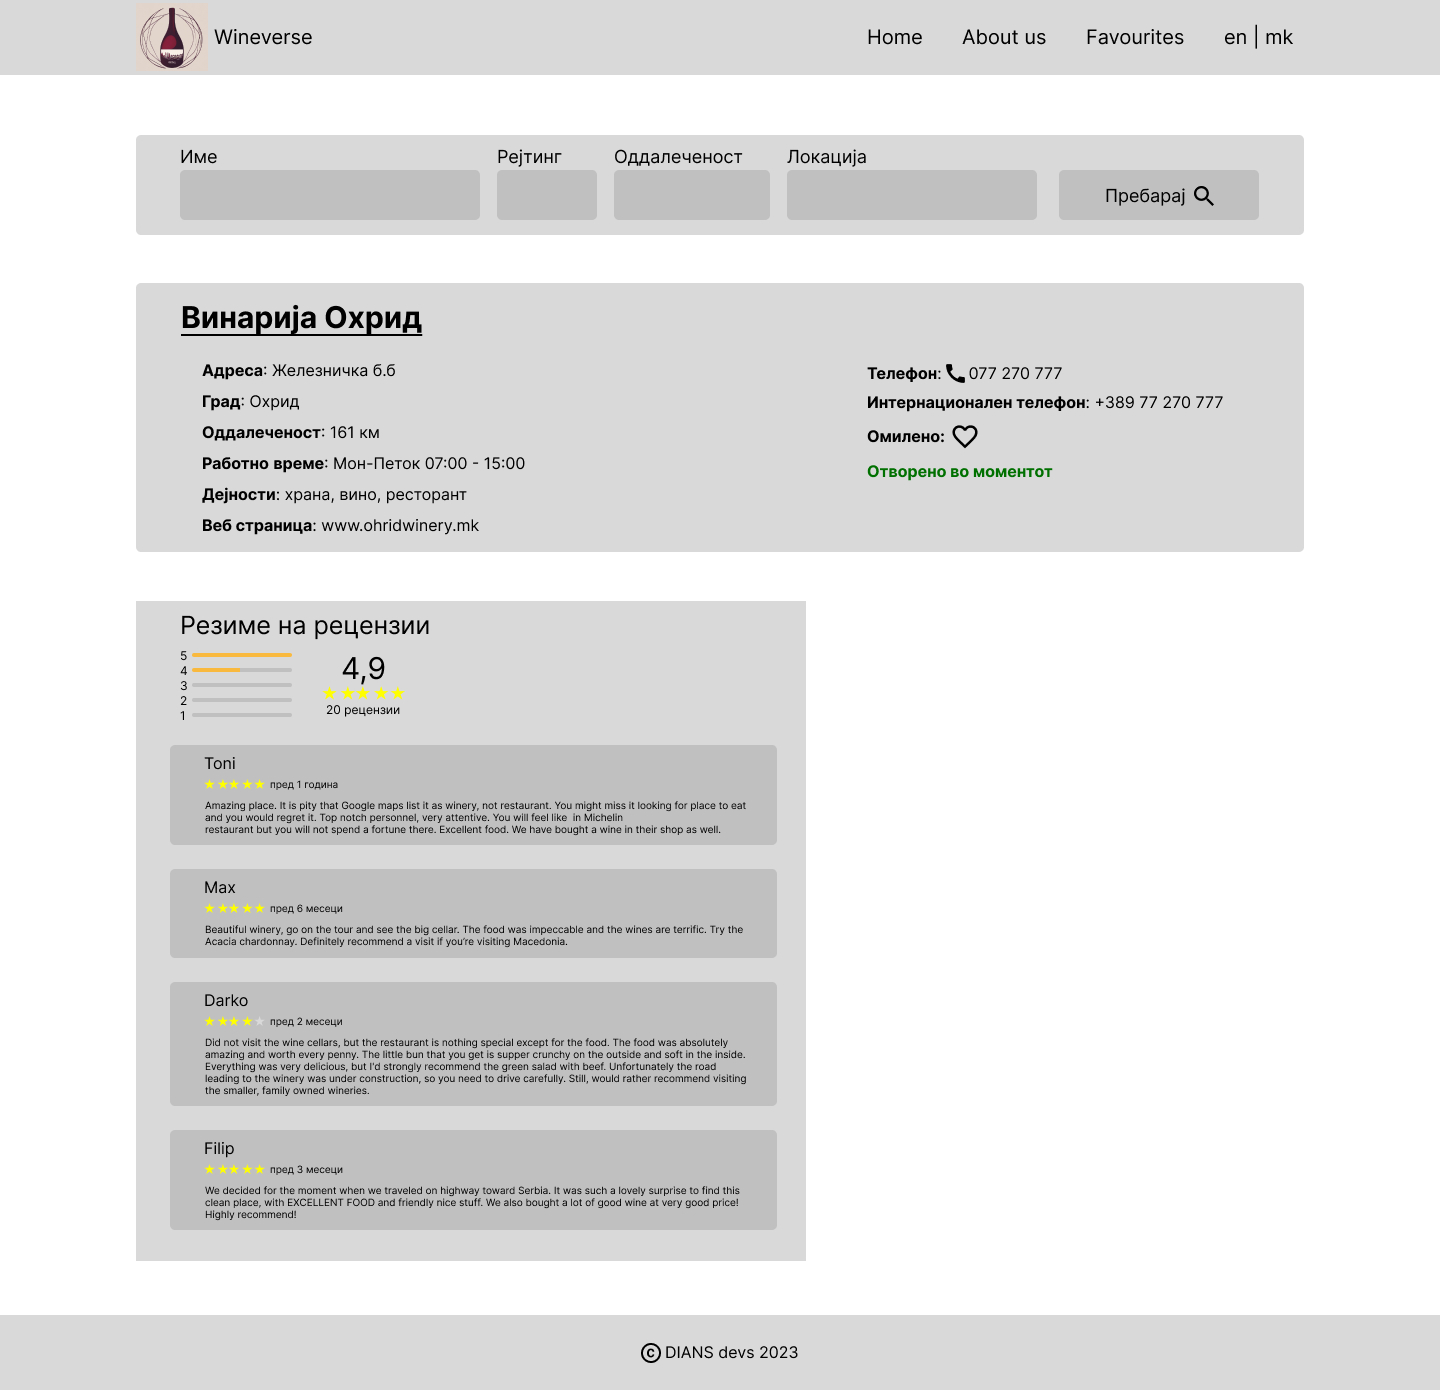 Wineverse
Home
About us
Favourites
en | mk
Име
Рејтинг
Оддалеченост
Локација
Пребарај
Винарија Охрид
Адреса: Железничка б.б
Град: Охрид
Оддалеченост: 161 км
Работно време: Мон-Петок 07:00 - 15:00
Дејности: храна, вино, ресторант
Веб страница: www.ohridwinery.mk
Телефон: 077 270 777
Интернационален телефон: +389 77 270 777
Омилено:
Отворено во моментот
Резиме на рецензии
5
4
3
2
1
4,9
20 рецензии
Toni
пред 1 година
Amazing place. It is pity that Google maps list it as winery, not restaurant. You might miss it looking for place to eat
and you would regret it. Top notch personnel, very attentive. You will feel like  in Michelin
restaurant but you will not spend a fortune there. Excellent food. We have bought a wine in their shop as well.
Max
пред 6 месеци
Beautiful winery, go on the tour and see the big cellar. The food was impeccable and the wines are terrific. Try the
Acacia chardonnay. Definitely recommend a visit if you're visiting Macedonia.
Darko
пред 2 месеци
Did not visit the wine cellars, but the restaurant is nothing special except for the food. The food was absolutely
amazing and worth every penny. The little bun that you get is supper crunchy on the outside and soft in the inside.
Everything was very delicious, but I'd strongly recommend the green salad with beef. Unfortunately the road
leading to the winery was under construction, so you need to drive carefully. Still, would rather recommend visiting
the smaller, family owned wineries.
Filip
пред 3 месеци
We decided for the moment when we traveled on highway toward Serbia. It was such a lovely surprise to find this
clean place, with EXCELLENT FOOD and friendly nice stuff. We also bought a lot of good wine at very good price!
Highly recommend!
© DIANS devs 2023